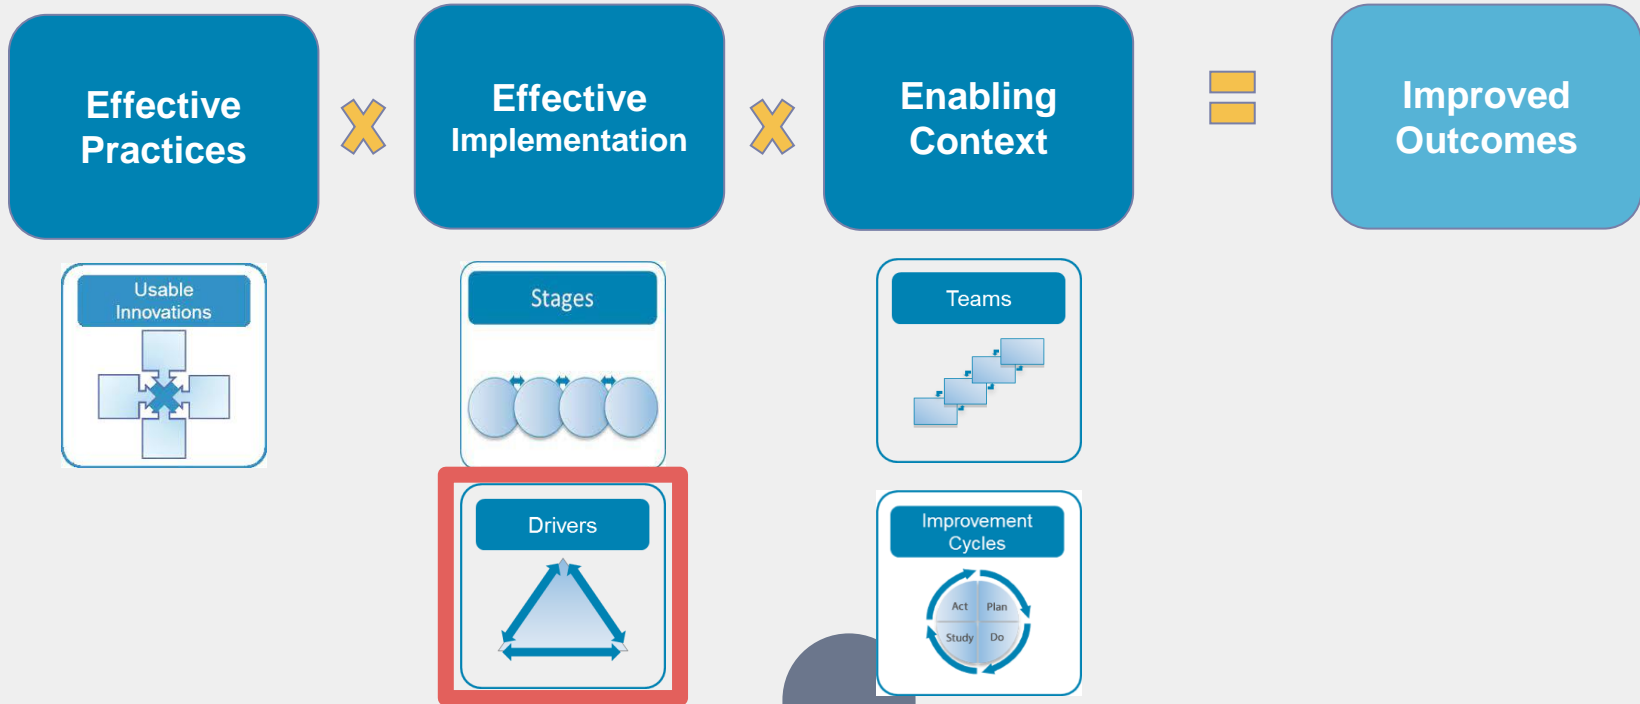 Effective
Practices
Effective
Implementation
Enabling
Context
Improved
Outcomes
Usable
Innovations
Stages
Teams
Drivers
Improvement
Cycles
Act
Plan
Study
Do